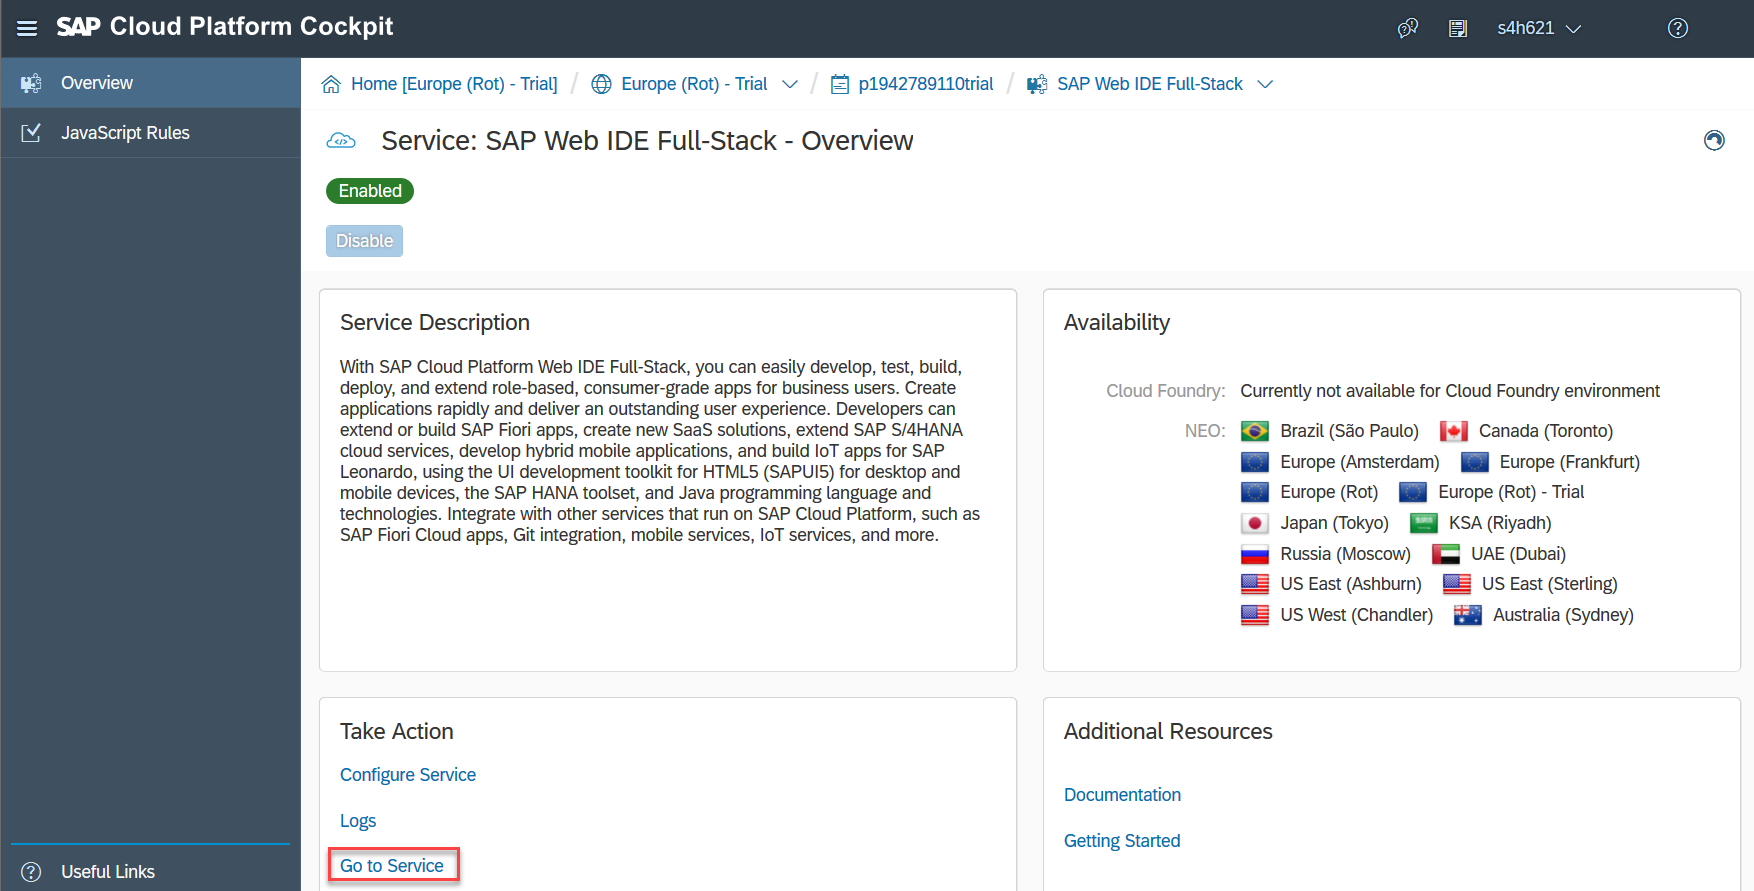 SAP Cloud Platform Cockpit
s4h621
Overview
JavaScript Rules
Useful Links
Home [Europe (Rot) - Trial] / Europe (Rot) - Trial / p1942789110trial / SAP Web IDE Full-Stack
Service: SAP Web IDE Full-Stack - Overview
Enabled
Disable
Service Description
With SAP Cloud Platform Web IDE Full-Stack, you can easily develop, test, build,
deploy, and extend role-based, consumer-grade apps for business users. Create
applications rapidly and deliver an outstanding user experience. Developers can
extend or build SAP Fiori apps, create new SaaS solutions, extend SAP S/4HANA
cloud services, develop hybrid mobile applications, and build IoT apps for SAP
Leonardo, using the UI development toolkit for HTML5 (SAPUI5) for desktop and
mobile devices, the SAP HANA toolset, and Java programming language and
technologies. Integrate with other services that run on SAP Cloud Platform, such as
SAP Fiori Cloud apps, Git integration, mobile services, IoT services, and more.
Availability
Cloud Foundry: Currently not available for Cloud Foundry environment
NEO: Brazil (São Paulo) Canada (Toronto)
Europe (Amsterdam) Europe (Frankfurt)
Europe (Rot) Europe (Rot) - Trial
Japan (Tokyo) KSA (Riyadh)
Russia (Moscow) UAE (Dubai)
US East (Ashburn) US East (Sterling)
US West (Chandler) Australia (Sydney)
Take Action
Configure Service
Logs
Go to Service
Additional Resources
Documentation
Getting Started